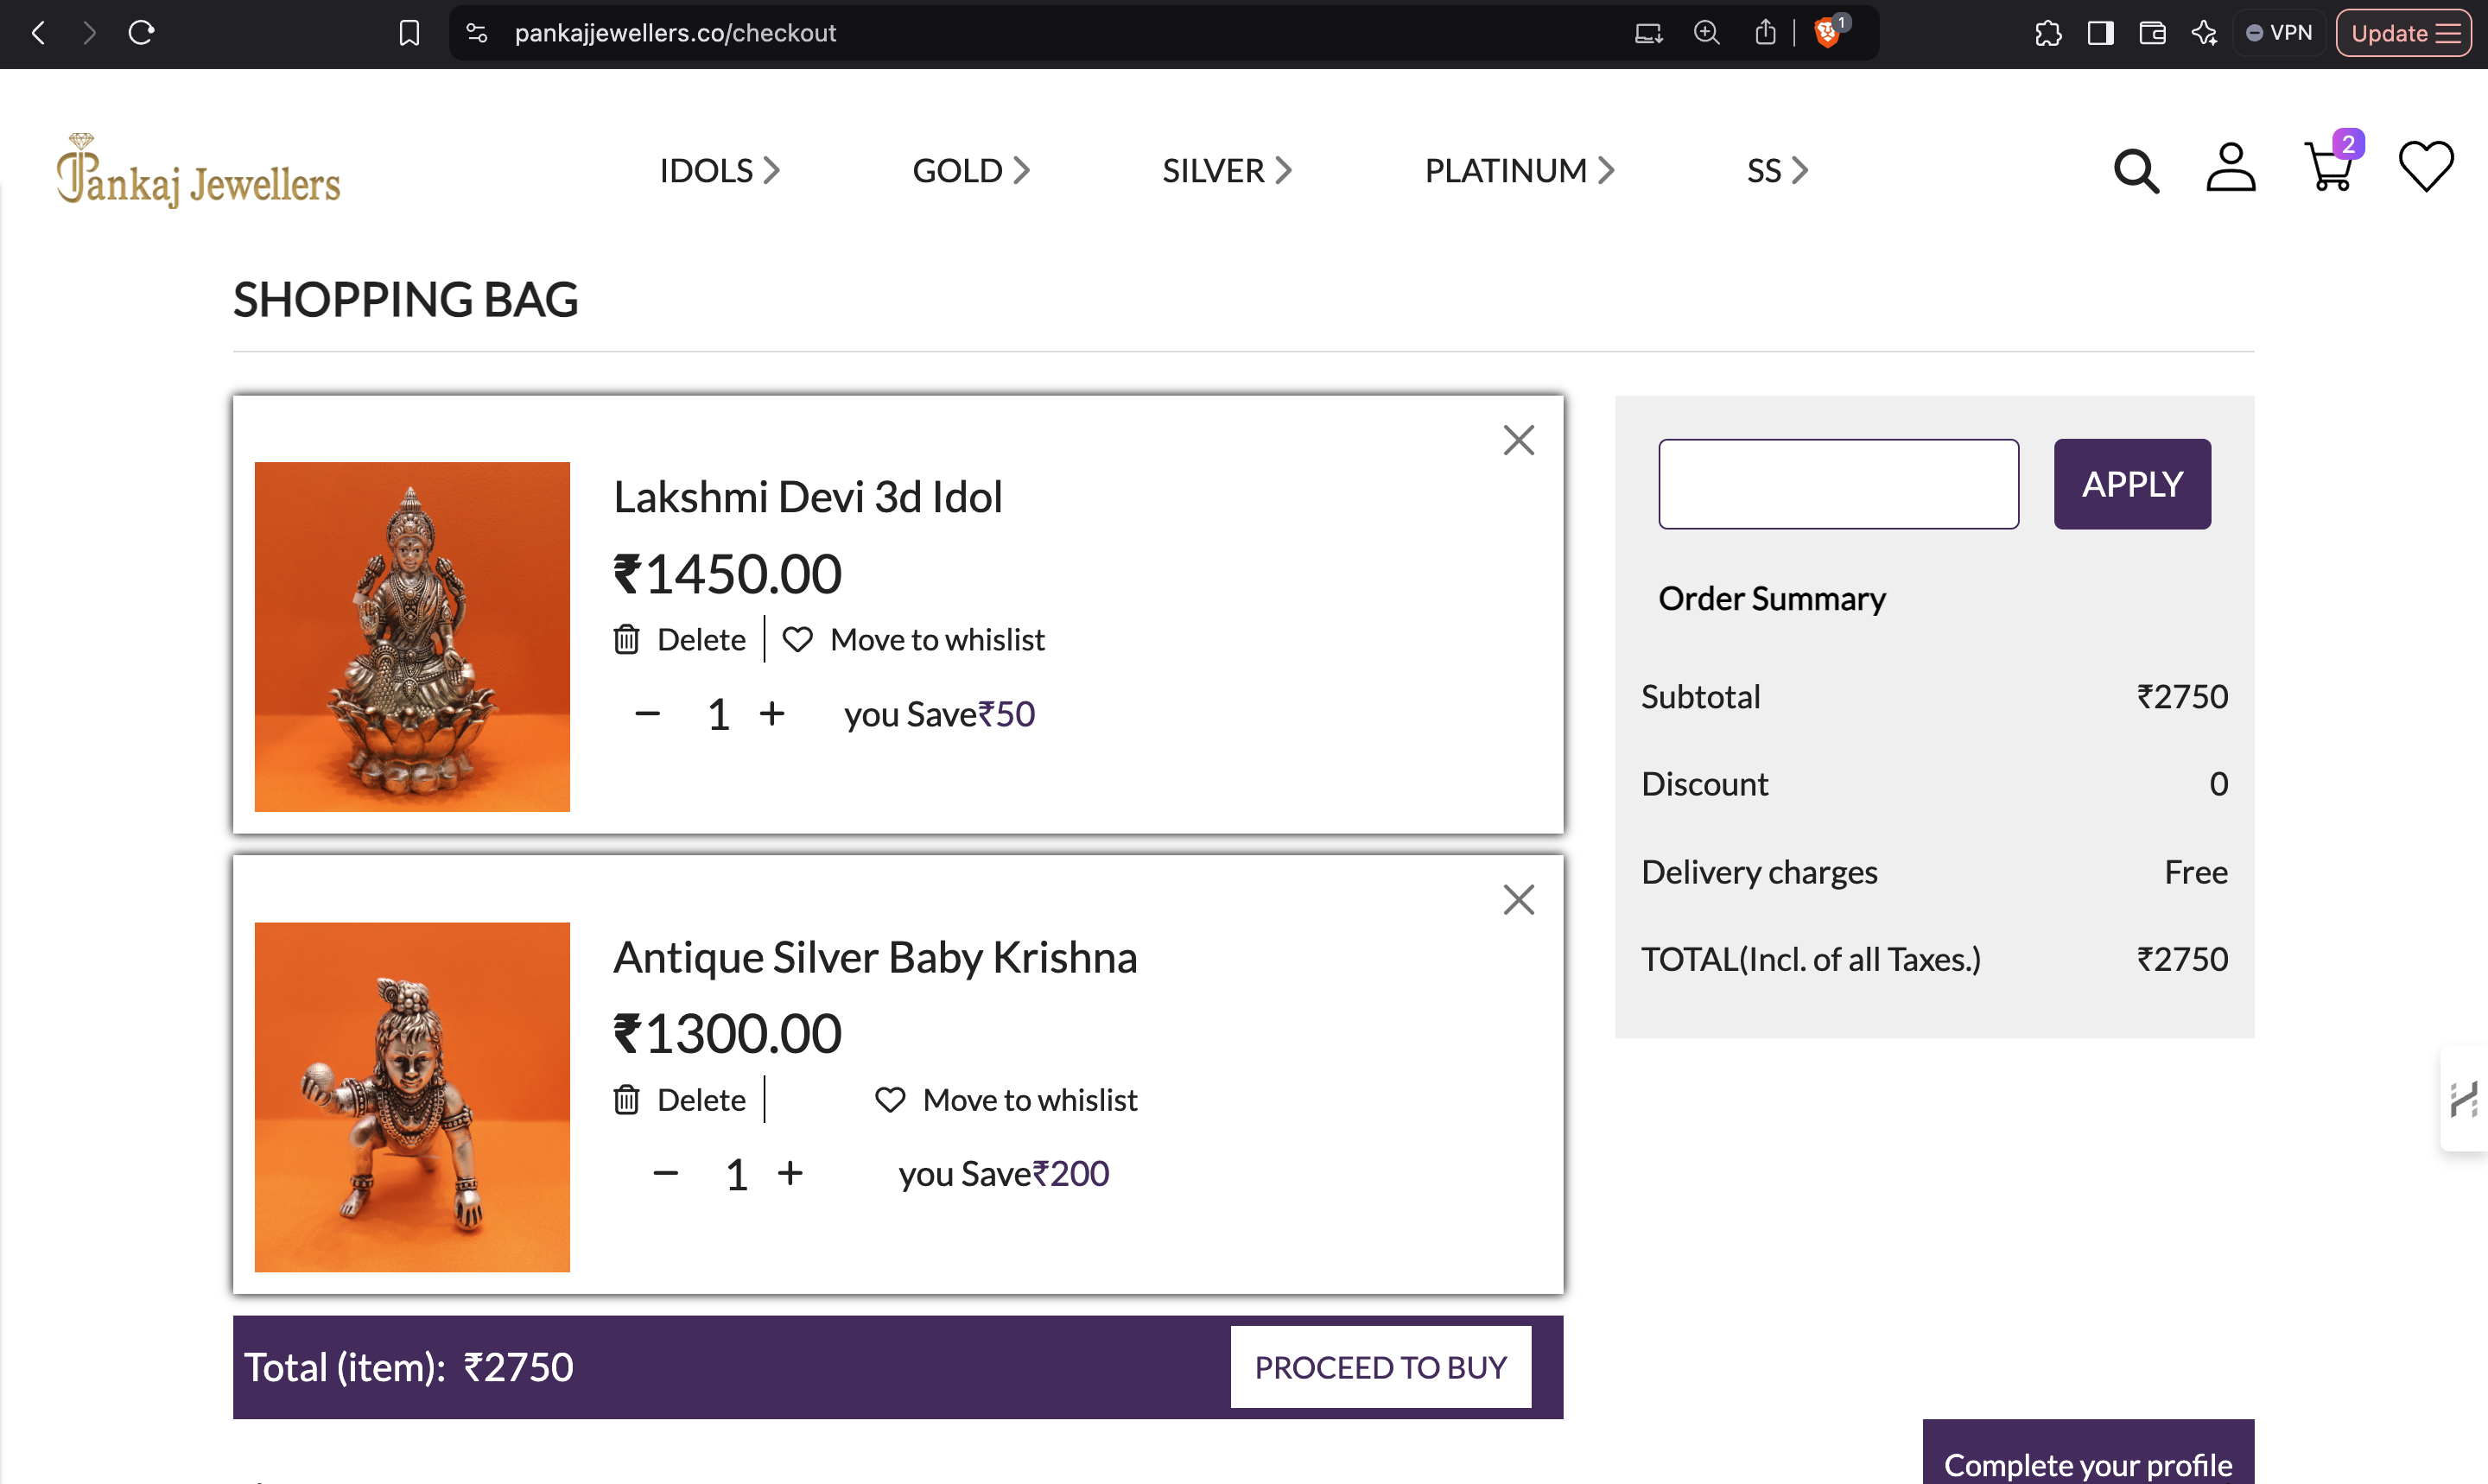 pankajjewellers.co/checkout
1
VPN
Update
Pankaj Jewellers
IDOLS
GOLD
SILVER
PLATINUM
SS
2
SHOPPING BAG
Lakshmi Devi 3d Idol
₹1450.00
Delete
Move to whislist
− 1 +
you Save₹50
Antique Silver Baby Krishna
₹1300.00
Delete
Move to whislist
− 1 +
you Save₹200
Total (item): ₹2750
PROCEED TO BUY
APPLY
Order Summary
Subtotal ₹2750
Discount 0
Delivery charges Free
TOTAL(Incl. of all Taxes.) ₹2750
Complete your profile